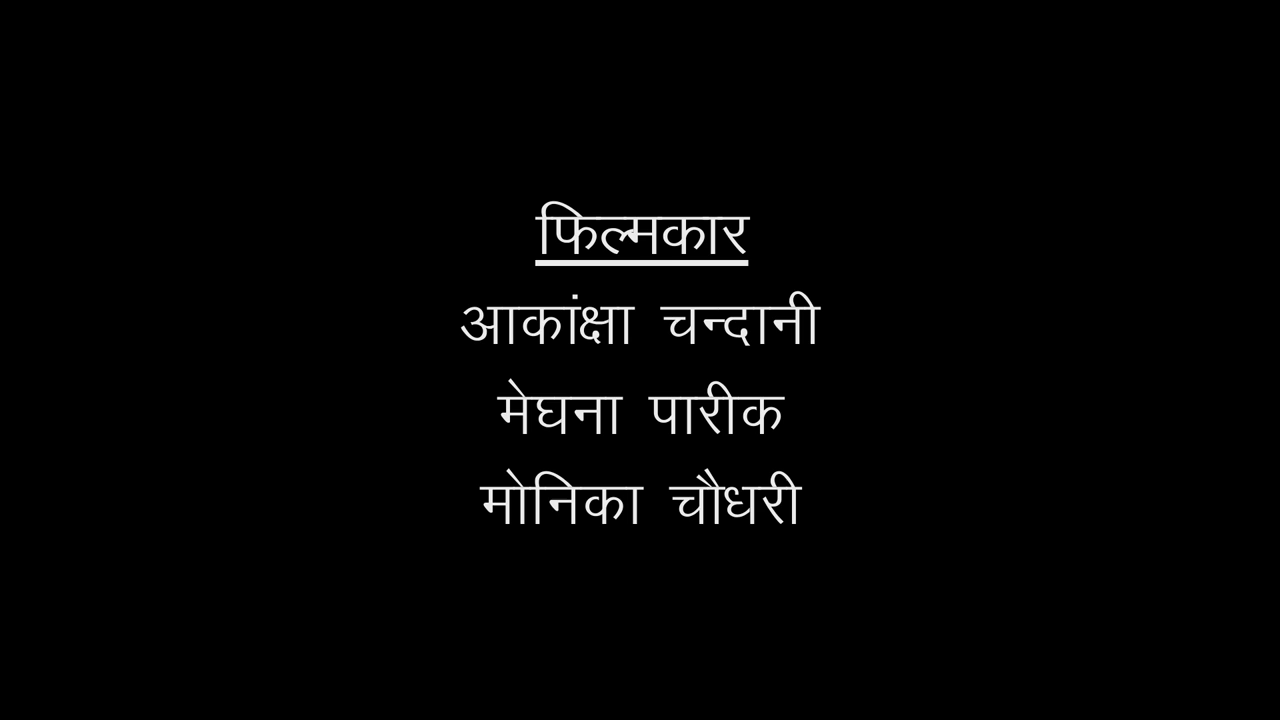 फिल्मकार
आकांक्षा चन्दानी
मेघना पारीक
मोनिका चौधरी